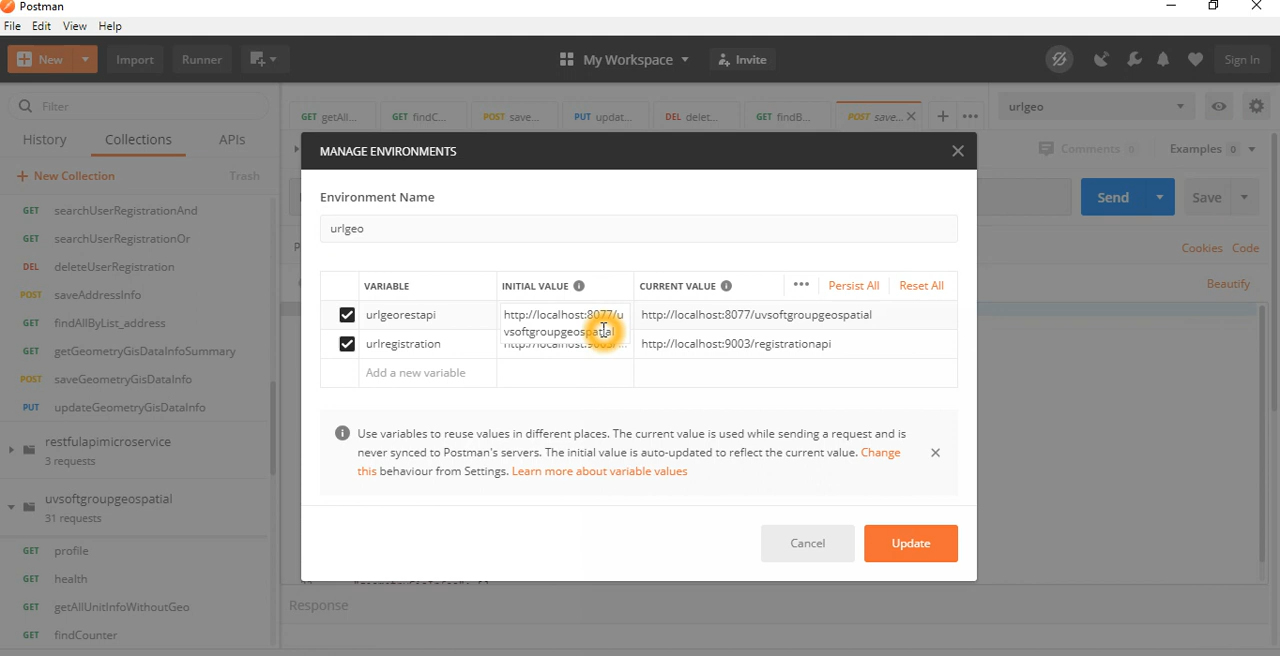 Postman
File Edit View Help
New Import Runner My Workspace Invite Sign In
Filter
GET getAll... GET findC... POST save... PUT updat... DEL delet... GET findB... POST save...
urlgeo
History Collections APIs
MANAGE ENVIRONMENTS
Comments 0 Examples 0
New Collection Trash
Send Save
Cookies Code
Beautify
GET searchUserRegistrationAnd
GET searchUserRegistrationOr
DEL deleteUserRegistration
POST saveAddressInfo
GET findAllByList_address
GET getGeometryGisDataInfoSummary
POST saveGeometryGisDataInfo
PUT updateGeometryGisDataInfo
restfulapimicroservice
3 requests
uvsoftgroupgeospatial
31 requests
GET profile
GET health
GET getAllUnitInfoWithoutGeo
GET findCounter
Environment Name
urlgeo
VARIABLE INITIAL VALUE CURRENT VALUE ••• Persist All Reset All
urlgeorestapi http://localhost:8077/u http://localhost:8077/uvsoftgroupgeospatial
vsoftgroupgeospatial
urlregistration http://localhost:9003/... http://localhost:9003/registrationapi
Add a new variable
Use variables to reuse values in different places. The current value is used while sending a request and is
never synced to Postman's servers. The initial value is auto-updated to reflect the current value. Change
this behaviour from Settings. Learn more about variable values
Cancel Update
Response